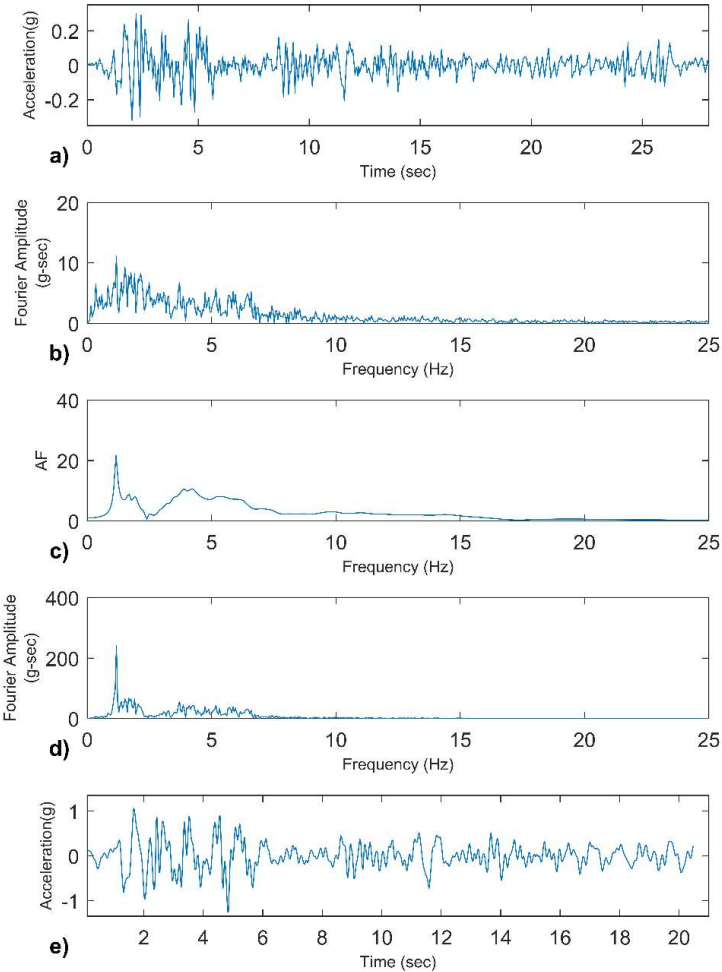 Acceleration(g)
0.2
0
-0.2
0 5 10 15 20 25
a)
Time (sec)
Fourier Amplitude
(g-sec)
20
10
0
0 5 10 15 20 25
b)
Frequency (Hz)
AF
40
20
0
0 5 10 15 20 25
c)
Frequency (Hz)
Fourier Amplitude
(g-sec)
400
200
0
0 5 10 15 20 25
d)
Frequency (Hz)
Acceleration(g)
1
0
-1
2 4 6 8 10 12 14 16 18 20
e)
Time (sec)